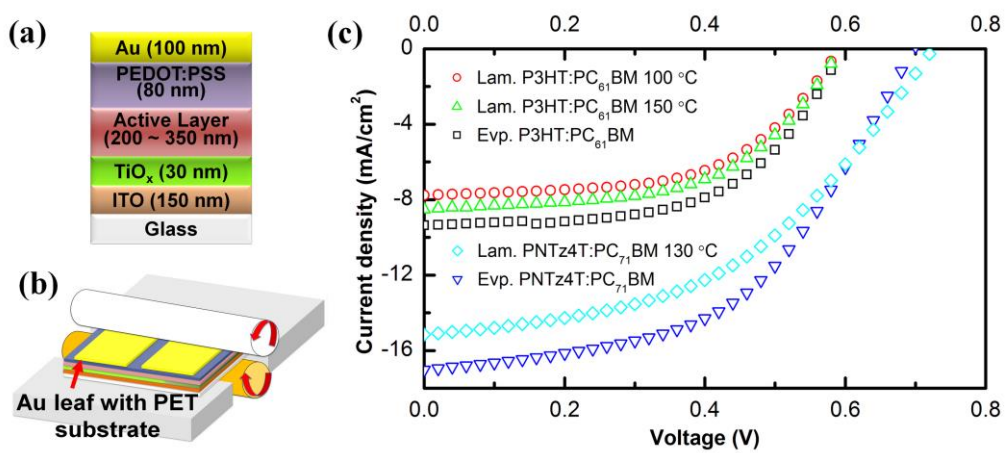 (a)
Au (100 nm)
PEDOT:PSS
(80 nm)
Active Layer
(200 ~ 350 nm)
TiOₓ (30 nm)
ITO (150 nm)
Glass
(b)
Au leaf with PET
substrate
(c)
0.0 0.2 0.4 0.6 0.8
0
-4
-8
-12
-16
Current density (mA/cm²)
Lam. P3HT:PC₆₁BM 100 °C
Lam. P3HT:PC₆₁BM 150 °C
Evp. P3HT:PC₆₁BM
Lam. PNTz4T:PC₇₁BM 130 °C
Evp. PNTz4T:PC₇₁BM
0.0 0.2 0.4 0.6 0.8
Voltage (V)